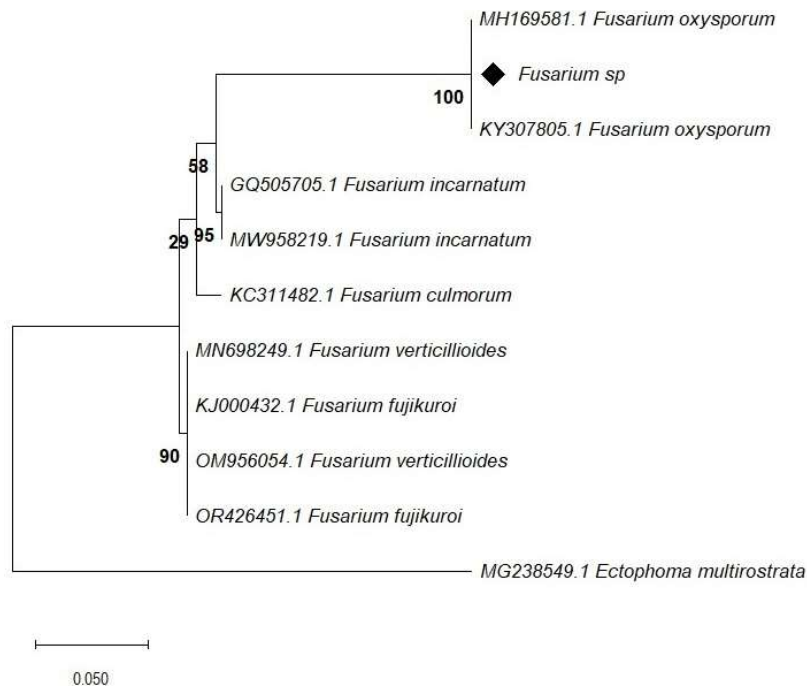 MH169581.1 Fusarium oxysporum
Fusarium sp
100
KY307805.1 Fusarium oxysporum
58
GQ505705.1 Fusarium incarnatum
29
95
MW958219.1 Fusarium incarnatum
KC311482.1 Fusarium culmorum
MN698249.1 Fusarium verticillioides
KJ000432.1 Fusarium fujikuroi
90
OM956054.1 Fusarium verticillioides
OR426451.1 Fusarium fujikuroi
MG238549.1 Ectophoma multirostrata
0.050